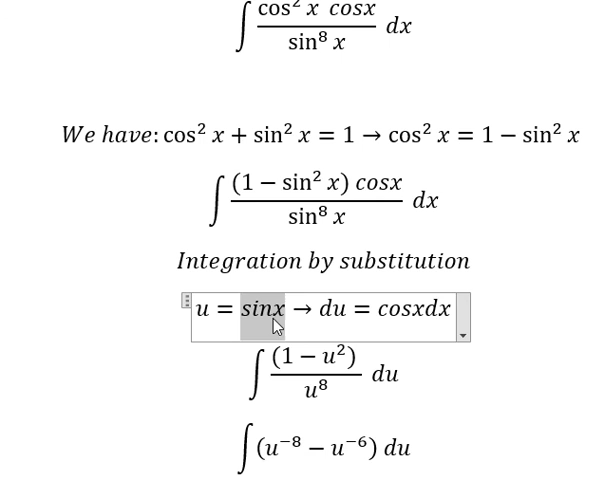 ∫ cos² x cosx / sin⁸ x dx
We have: cos² x + sin² x = 1 → cos² x = 1 − sin² x
∫ (1 − sin² x) cosx / sin⁸ x dx
Integration by substitution
u = sinx → du = cosxdx
∫ (1 − u²) / u⁸ du
∫ (u⁻⁸ − u⁻⁶) du